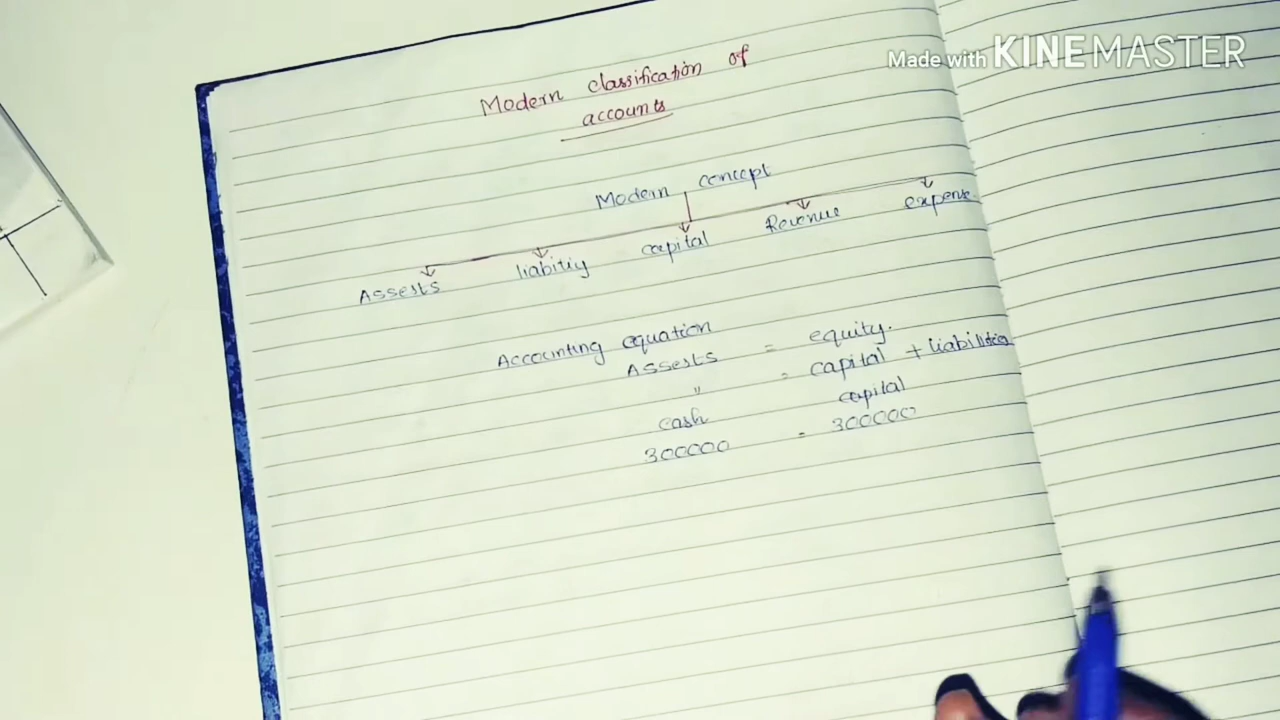 Made with KINEMASTER
Modern classification of
accounts
Modern concept
Assests liabitiy capital Revenue expense
Accounting equation
Assests = equity.
" = capital + liabilities
cash capital
300000 = 300000